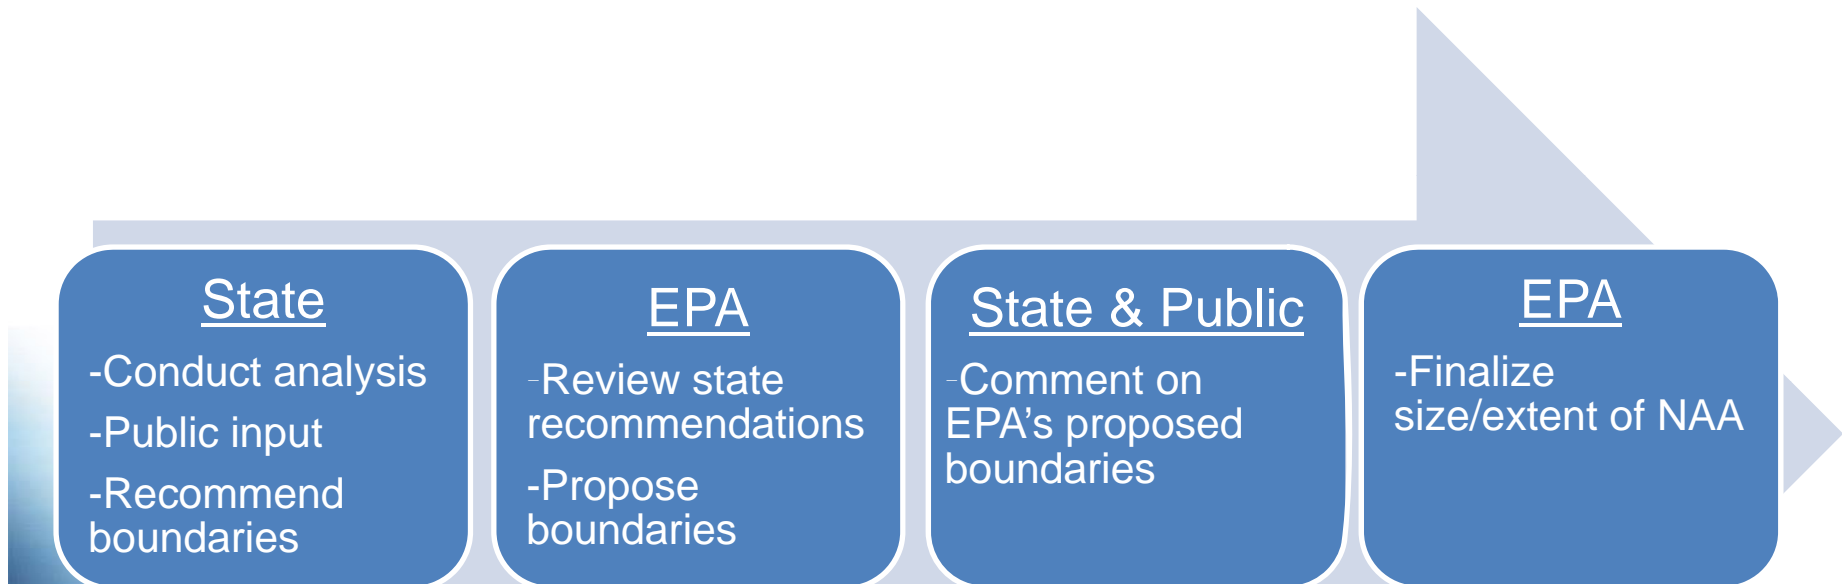 State
-Conduct analysis
-Public input
-Recommend
boundaries
EPA
-Review state
recommendations
-Propose
boundaries
State & Public
-Comment on
EPA’s proposed
boundaries
EPA
-Finalize
size/extent of NAA